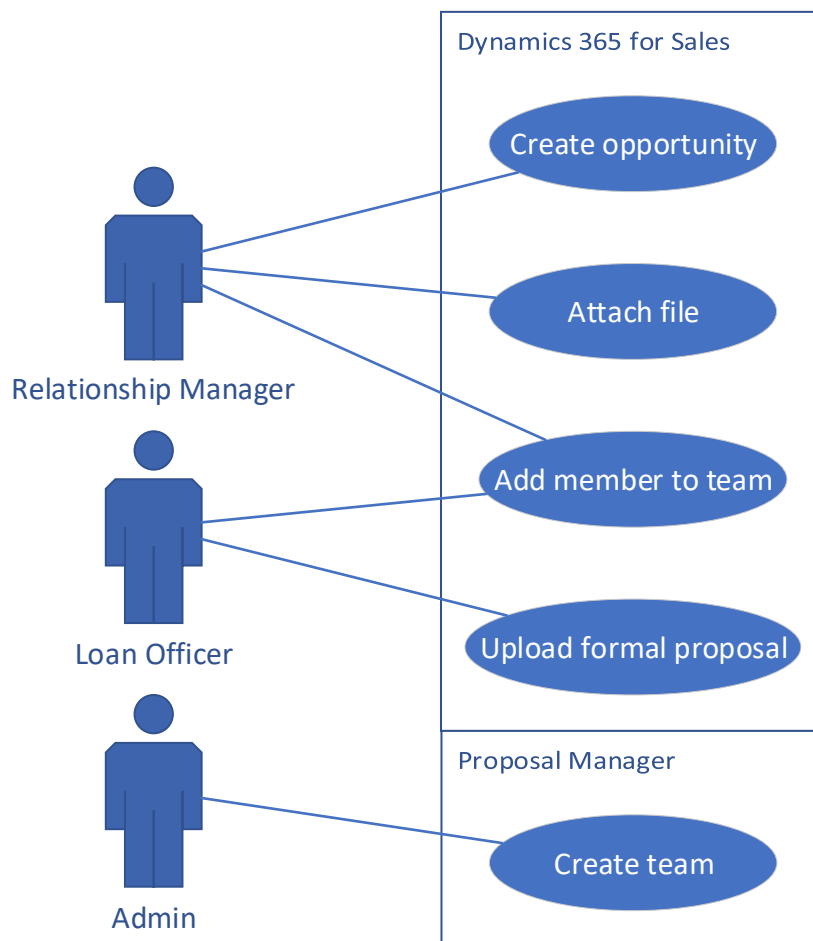 Dynamics 365 for Sales
Create opportunity
Attach file
Relationship Manager
Add member to team
Loan Officer
Upload formal proposal
Proposal Manager
Create team
Admin